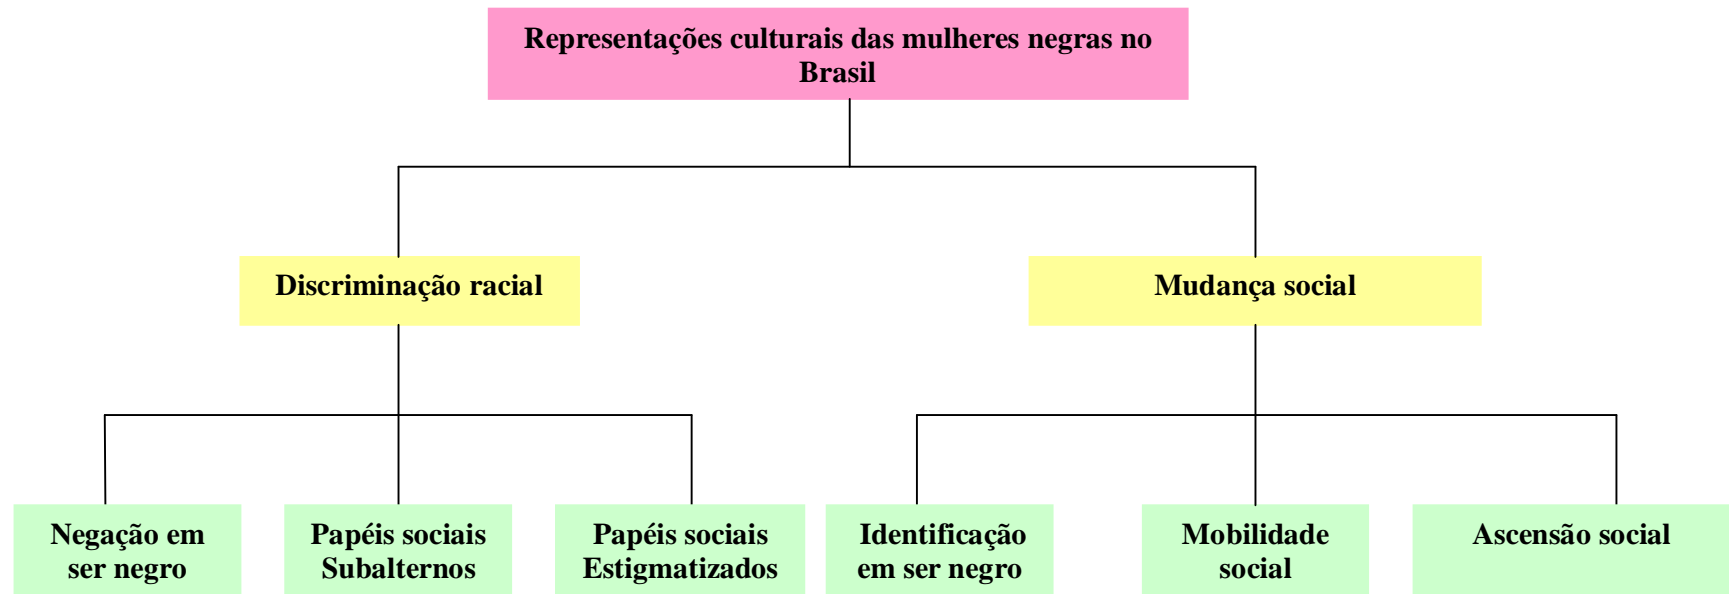 Representações culturais das mulheres negras no
Brasil
Discriminação racial
Mudança social
Negação em
ser negro
Papéis sociais
Subalternos
Papéis sociais
Estigmatizados
Identificação
em ser negro
Mobilidade
social
Ascensão social